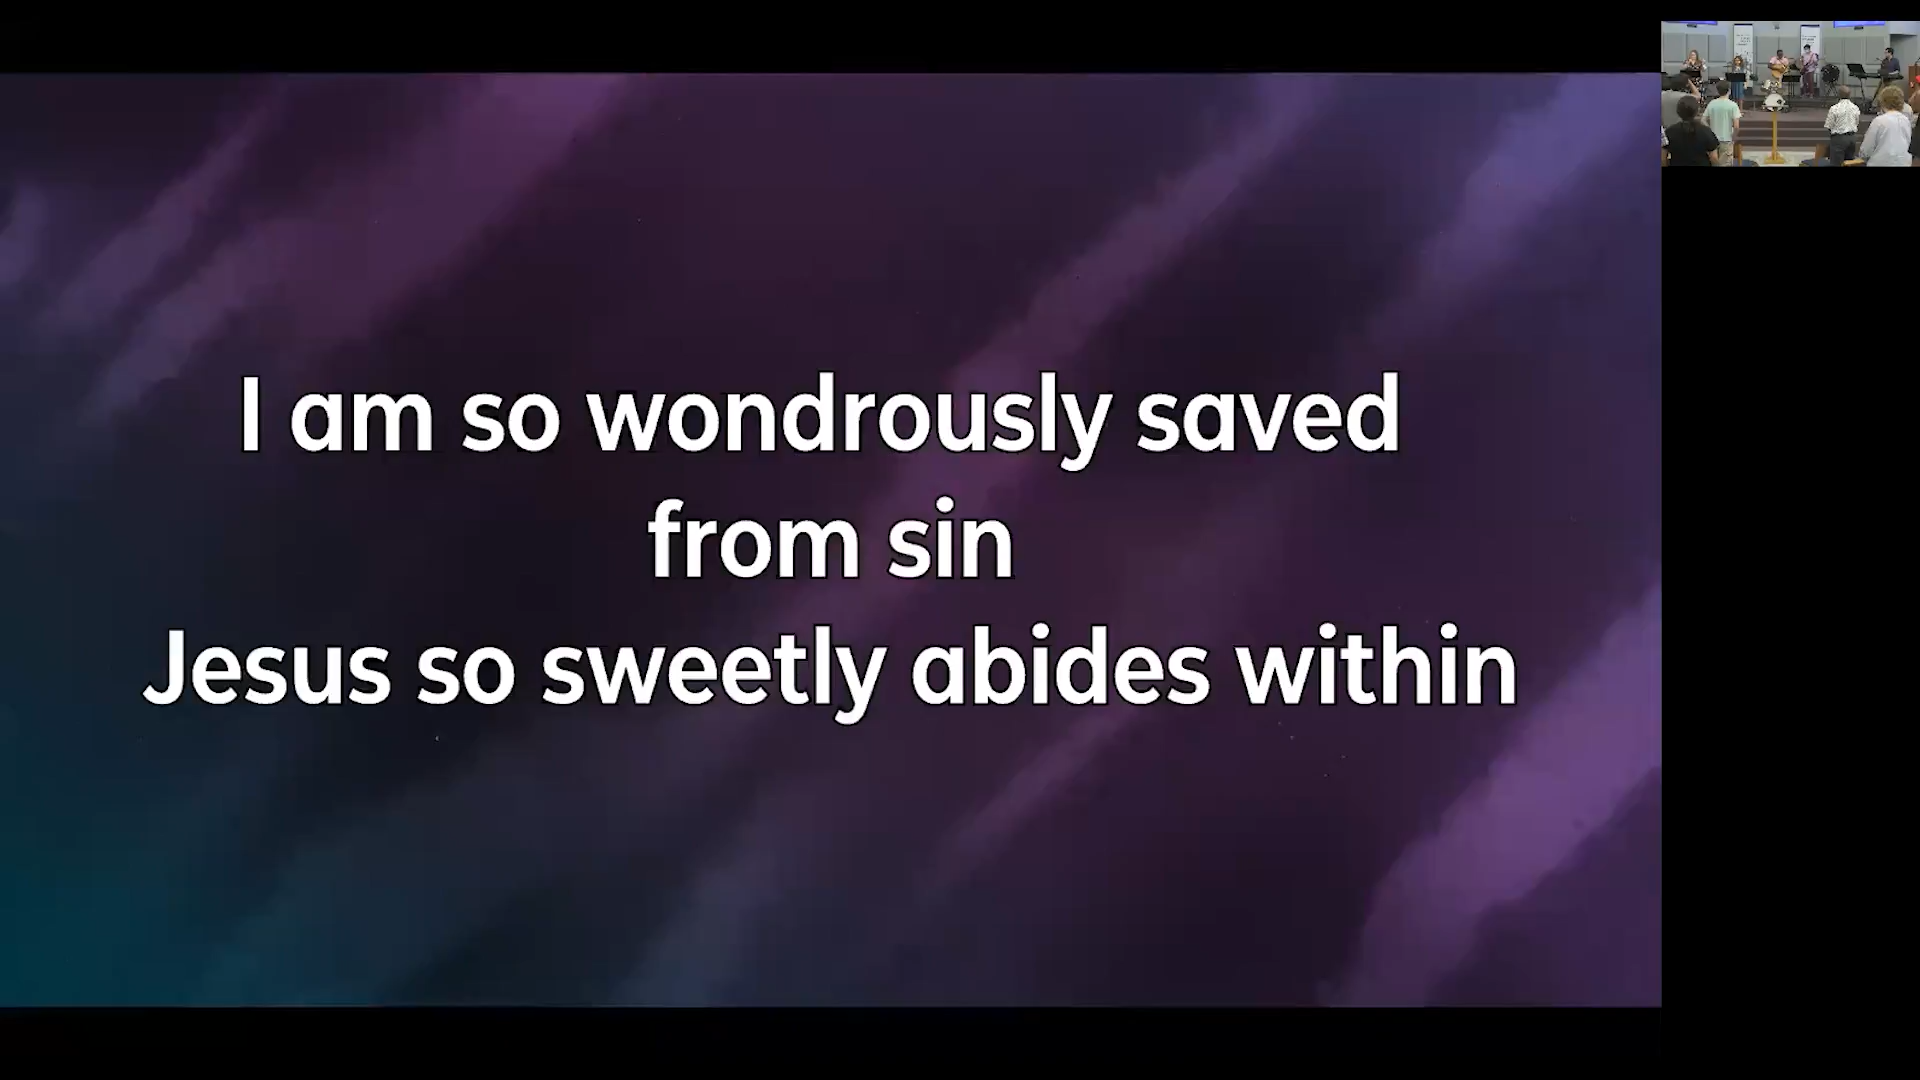 I am so wondrously saved
from sin
Jesus so sweetly abides within